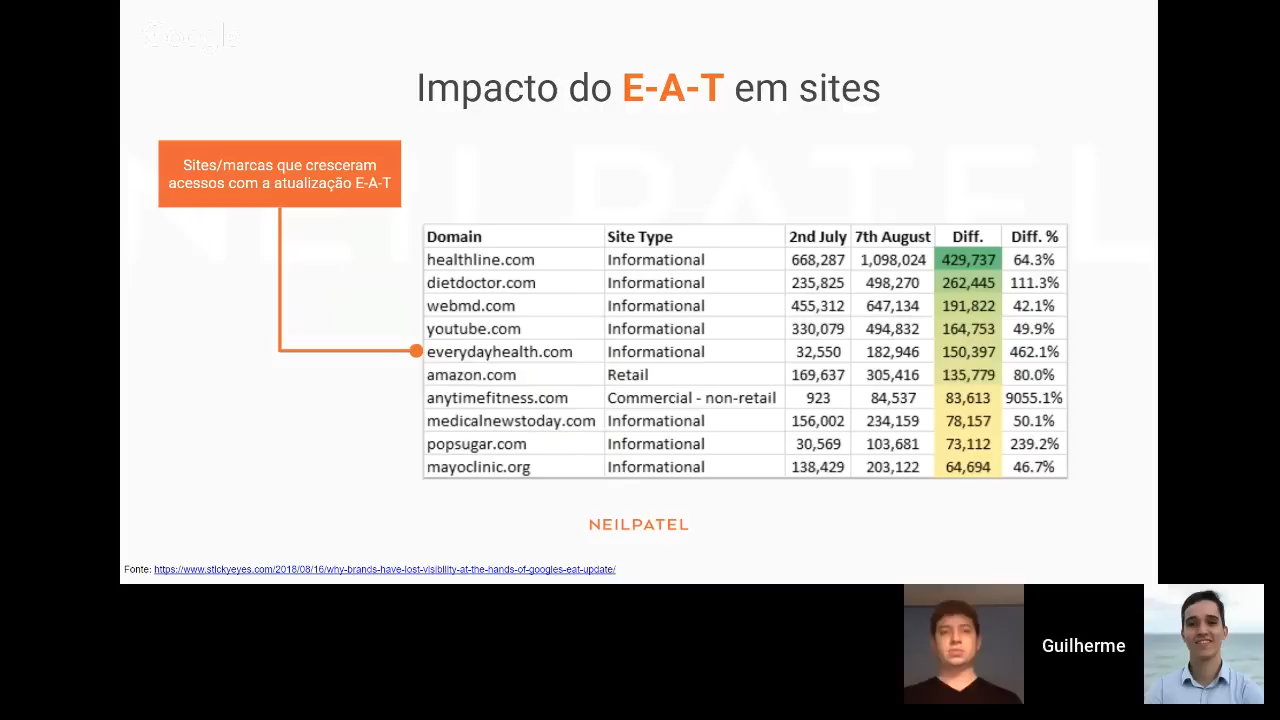 Google
Impacto do E-A-T em sites
Sites/marcas que cresceram
acessos com a atualização E-A-T
NEILPATEL
Domain Site Type 2nd July 7th August Diff. Diff. %
healthline.com Informational 668,287 1,098,024 429,737 64.3%
dietdoctor.com Informational 235,825 498,270 262,445 111.3%
webmd.com Informational 455,312 647,134 191,822 42.1%
youtube.com Informational 330,079 494,832 164,753 49.9%
everydayhealth.com Informational 32,550 182,946 150,397 462.1%
amazon.com Retail 169,637 305,416 135,779 80.0%
anytimefitness.com Commercial - non-retail 923 84,537 83,613 9055.1%
medicalnewstoday.com Informational 156,002 234,159 78,157 50.1%
popsugar.com Informational 30,569 103,681 73,112 239.2%
mayoclinic.org Informational 138,429 203,122 64,694 46.7%
NEILPATEL
Fonte: https://www.stickyeyes.com/2018/08/16/why-brands-have-lost-visibility-at-the-hands-of-googles-eat-update/
Guilherme